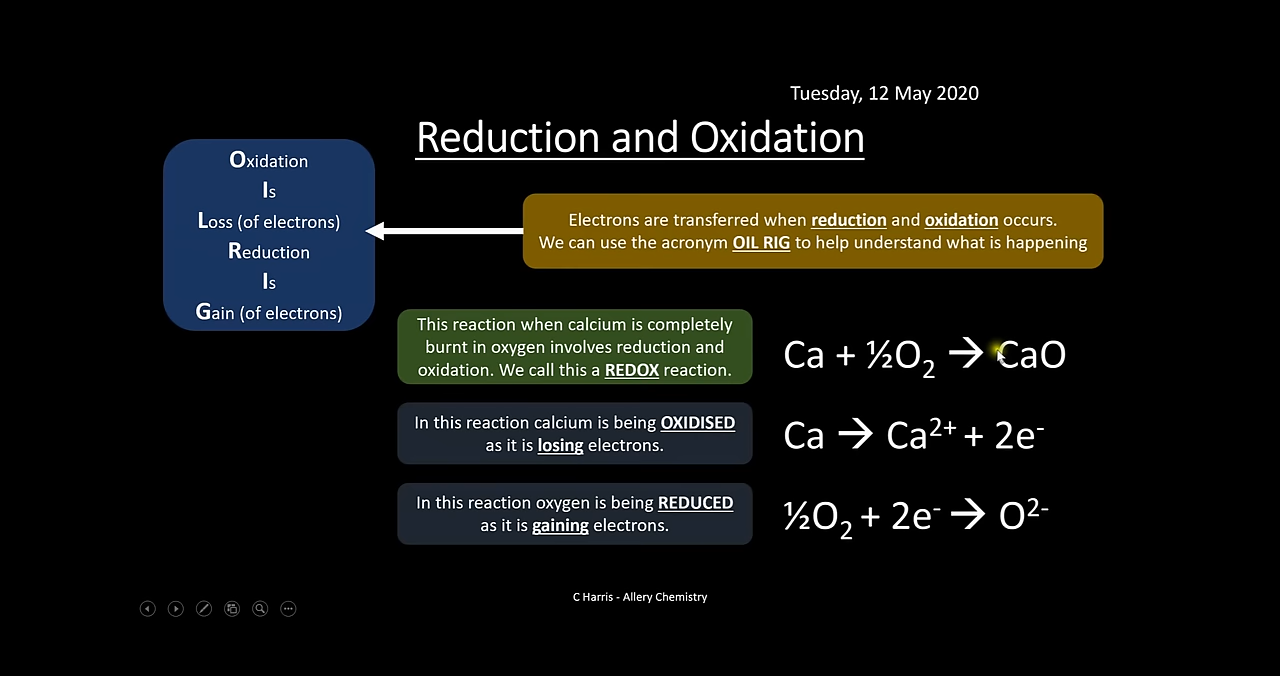 Tuesday, 12 May 2020
Reduction and Oxidation
Oxidation
Is
Loss (of electrons)
Reduction
Is
Gain (of electrons)
Electrons are transferred when reduction and oxidation occurs.
We can use the acronym OIL RIG to help understand what is happening
This reaction when calcium is completely
burnt in oxygen involves reduction and
oxidation. We call this a REDOX reaction.
Ca + ½O₂ → CaO
In this reaction calcium is being OXIDISED
as it is losing electrons.
Ca → Ca²⁺ + 2e⁻
In this reaction oxygen is being REDUCED
as it is gaining electrons.
½O₂ + 2e⁻ → O²⁻
C Harris - Allery Chemistry